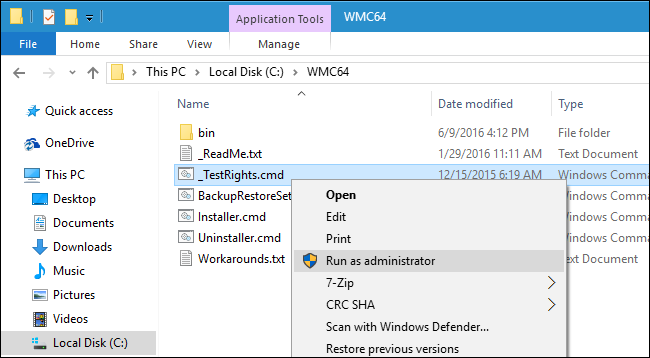 Application Tools WMC64
File Home Share View Manage
This PC > Local Disk (C:) > WMC64
Name Date modified Type
Quick access
OneDrive
This PC
Desktop
Documents
Downloads
Music
Pictures
Videos
Local Disk (C:)
bin 6/9/2016 4:12 PM File folder
_ReadMe.txt 1/29/2016 11:11 AM Text Document
_TestRights.cmd 12/15/2015 6:19 AM Windows Comma
BackupRestoreSet Windows Comma
Installer.cmd Windows Comma
Uninstaller.cmd Windows Comma
Workarounds.txt Text Document
Open
Edit
Print
Run as administrator
7-Zip
CRC SHA
Scan with Windows Defender...
Restore previous versions